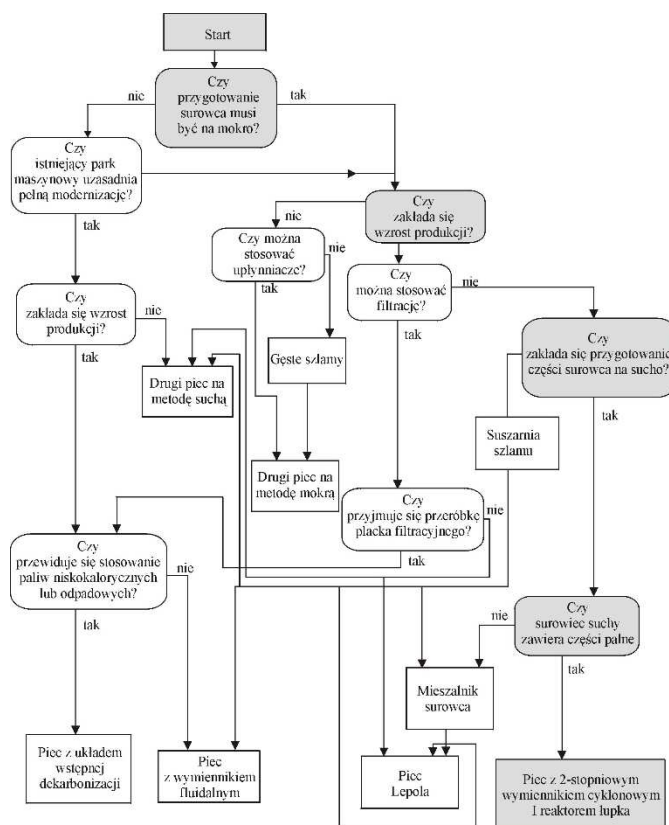 Start
Czy
przygotowanie
surowca musi
być na mokro?
nie
tak
Czy
istniejący park
maszynowy uzasadnia
pełną modernizację?
tak
Czy
zakłada się
wzrost produkcji?
nie
Czy można
stosować
upłynniacze?
nie
tak
Czy
można stosować
filtrację?
nie
tak
Czy
zakłada się wzrost
produkcji?
nie
tak
Drugi piec na
metodę suchą
Gęste szlamy
Czy
zakłada się przygotowanie
części surowca na sucho?
tak
Suszarnia
szlamu
Drugi piec na
metodę mokrą
Czy
przyjmuje się przeróbkę
placka filtracyjnego?
nie
tak
Czy
przewiduje się stosowanie
paliw niskokalorycznych
lub odpadowych?
nie
tak
Czy
surowiec suchy
zawiera części palne
nie
tak
Mieszalnik
surowca
Piec z układem
wstępnej
dekarbonizacji
Piec
z wymiennikiem
fluidalnym
Piec
Lepola
Piec z 2-stopniowym
wymiennikiem cyklonowym
I reaktorem łupka